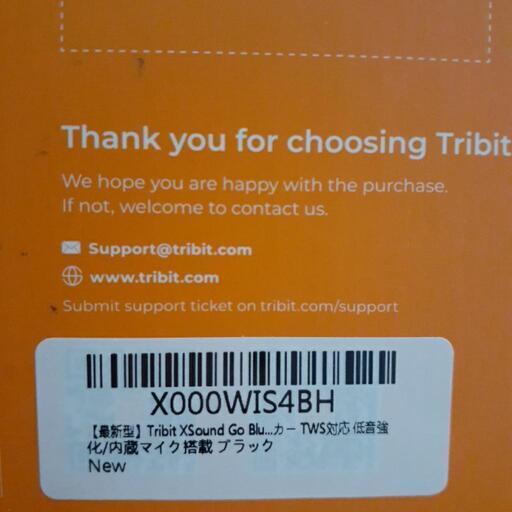 Thank you for choosing Tribit
We hope you are happy with the purchase.
If not, welcome to contact us.
Support@tribit.com
www.tribit.com
Submit support ticket on tribit.com/support
X000WIS4BH
【最新型】Tribit XSound Go Blu...カー TWS対応 低音強
化/内蔵マイク搭載 ブラック
New